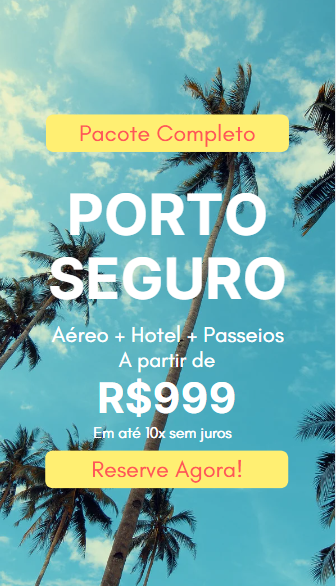 Pacote Completo
PORTO
SEGURO
Aéreo + Hotel + Passeios
A partir de
R$999
Em até 10x sem juros
Reserve Agora!